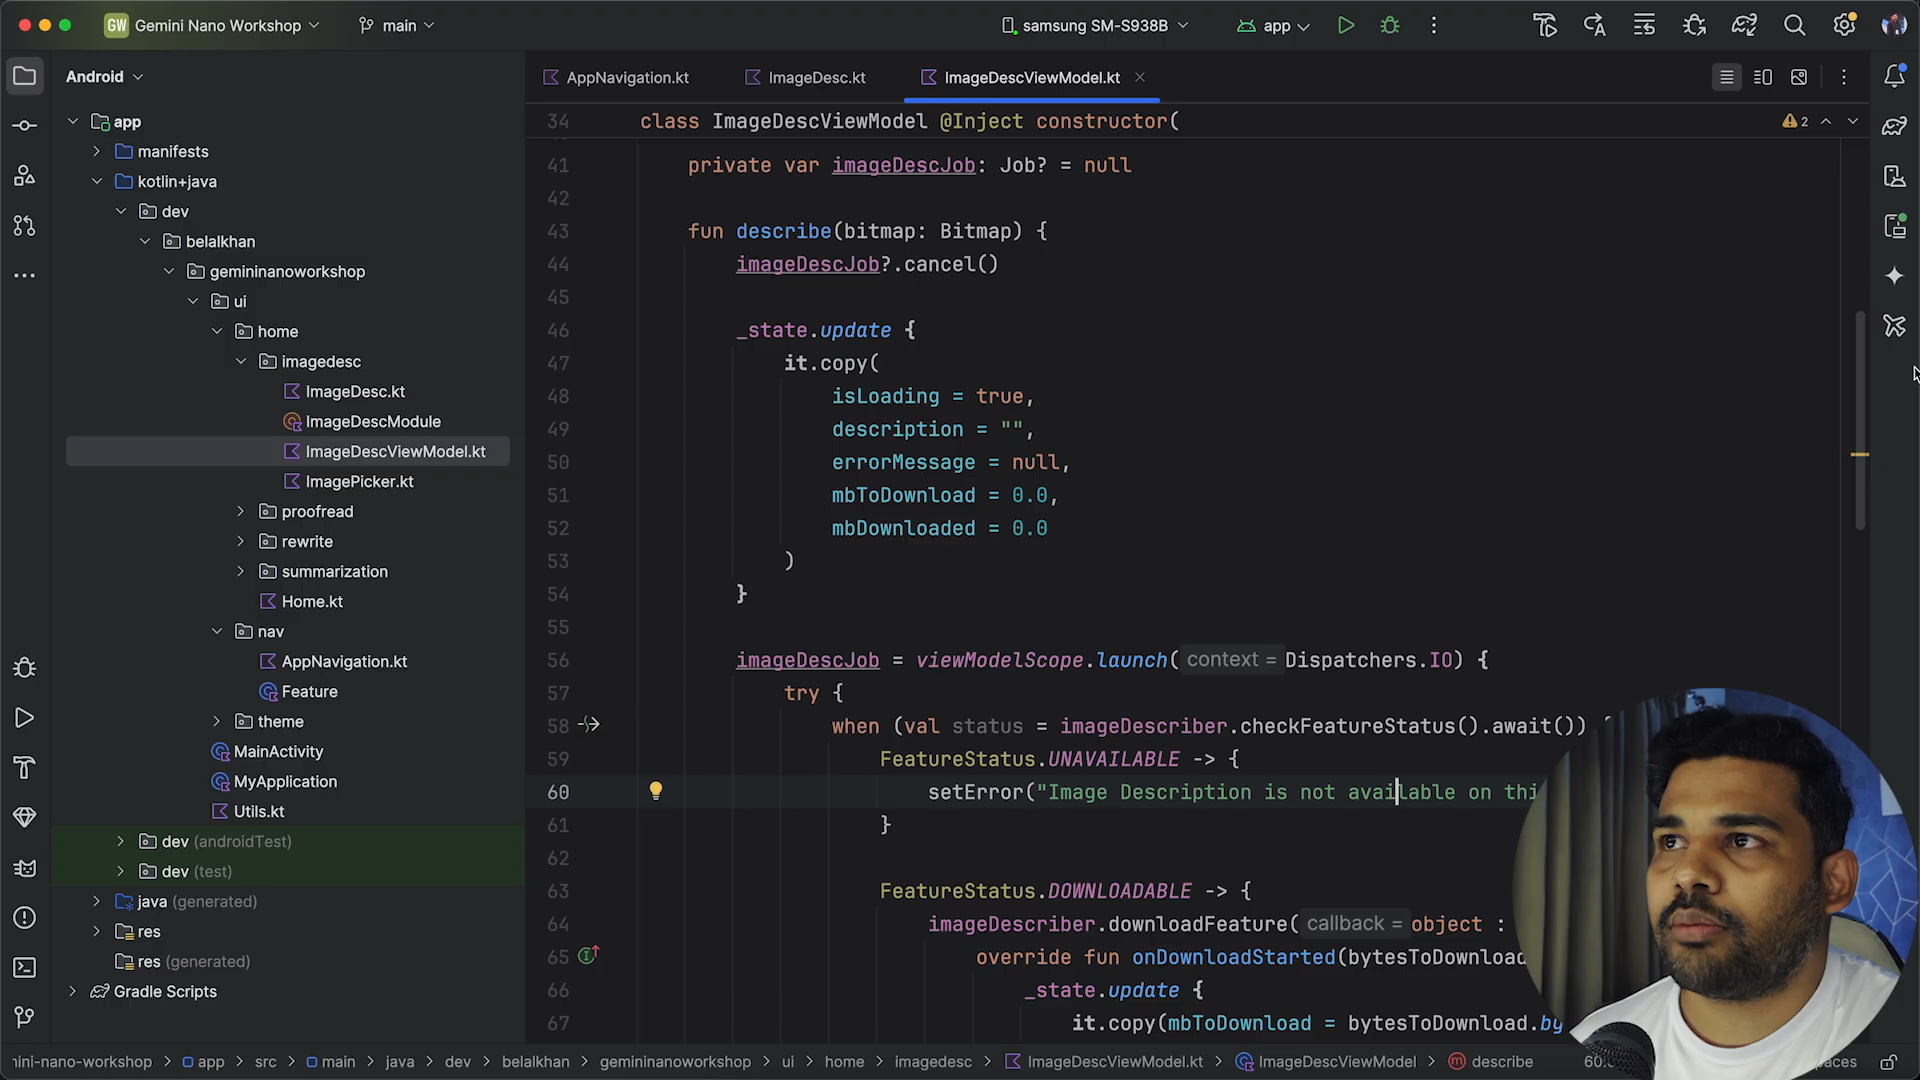 GW Gemini Nano Workshop
main
samsung SM-S938B
app
Android
app
manifests
kotlin+java
dev
belalkhan
gemininanoworkshop
ui
home
imagedesc
ImageDesc.kt
ImageDescModule
ImageDescViewModel.kt
ImagePicker.kt
proofread
rewrite
summarization
Home.kt
nav
AppNavigation.kt
Feature
theme
MainActivity
MyApplication
Utils.kt
dev (androidTest)
dev (test)
java (generated)
res
res (generated)
Gradle Scripts
AppNavigation.kt
ImageDesc.kt
ImageDescViewModel.kt
34 class ImageDescViewModel @Inject constructor(
2
41 private var imageDescJob: Job? = null
42
43 fun describe(bitmap: Bitmap) {
44 imageDescJob?.cancel()
45
46 _state.update {
47 it.copy(
48 isLoading = true,
49 description = "",
50 errorMessage = null,
51 mbToDownload = 0.0,
52 mbDownloaded = 0.0
53 )
54 }
55
56 imageDescJob = viewModelScope.launch( context = Dispatchers.IO) {
57 try {
58 when (val status = imageDescriber.checkFeatureStatus().await()) {
59 FeatureStatus.UNAVAILABLE -> {
60 setError("Image Description is not available on thi
61 }
62
63 FeatureStatus.DOWNLOADABLE -> {
64 imageDescriber.downloadFeature( callback = object :
65 override fun onDownloadStarted(bytesToDownload
66 _state.update {
67 it.copy(mbToDownload = bytesToDownload.by
ini-nano-workshop > app > src > main > java > dev > belalkhan > gemininanoworkshop > ui > home > imagedesc > ImageDescViewModel.kt > ImageDescViewModel > describe